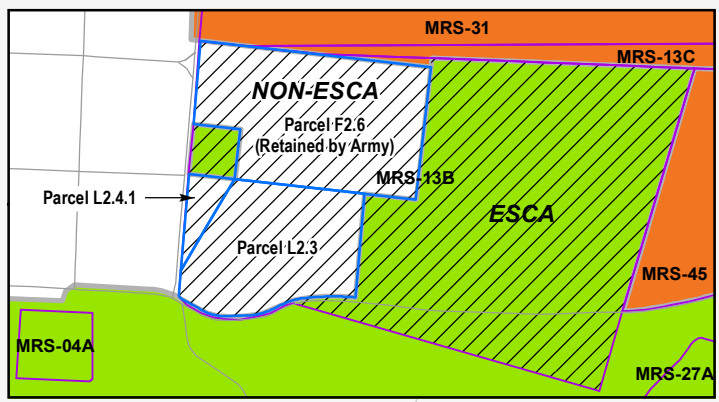 MRS-31
MRS-13C
NON-ESCA
Parcel F2.6
(Retained by Army)
MRS-13B
Parcel L2.4.1
ESCA
Parcel L2.3
MRS-45
MRS-04A
MRS-27A